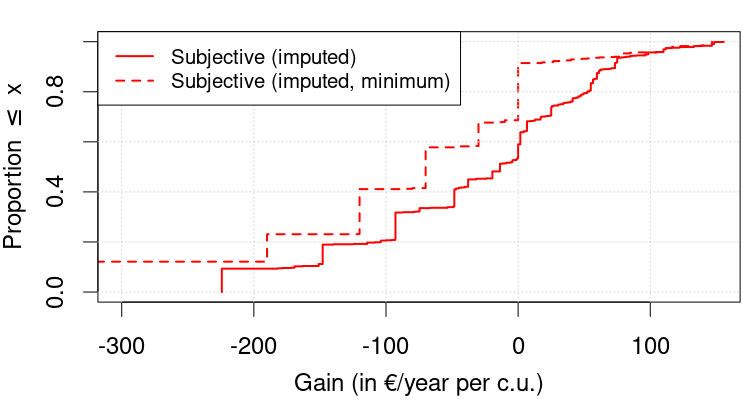 Subjective (imputed)
Subjective (imputed, minimum)
Proportion ≤ x
0.8
0.4
0.0
-300 -200 -100 0 100
Gain (in €/year per c.u.)